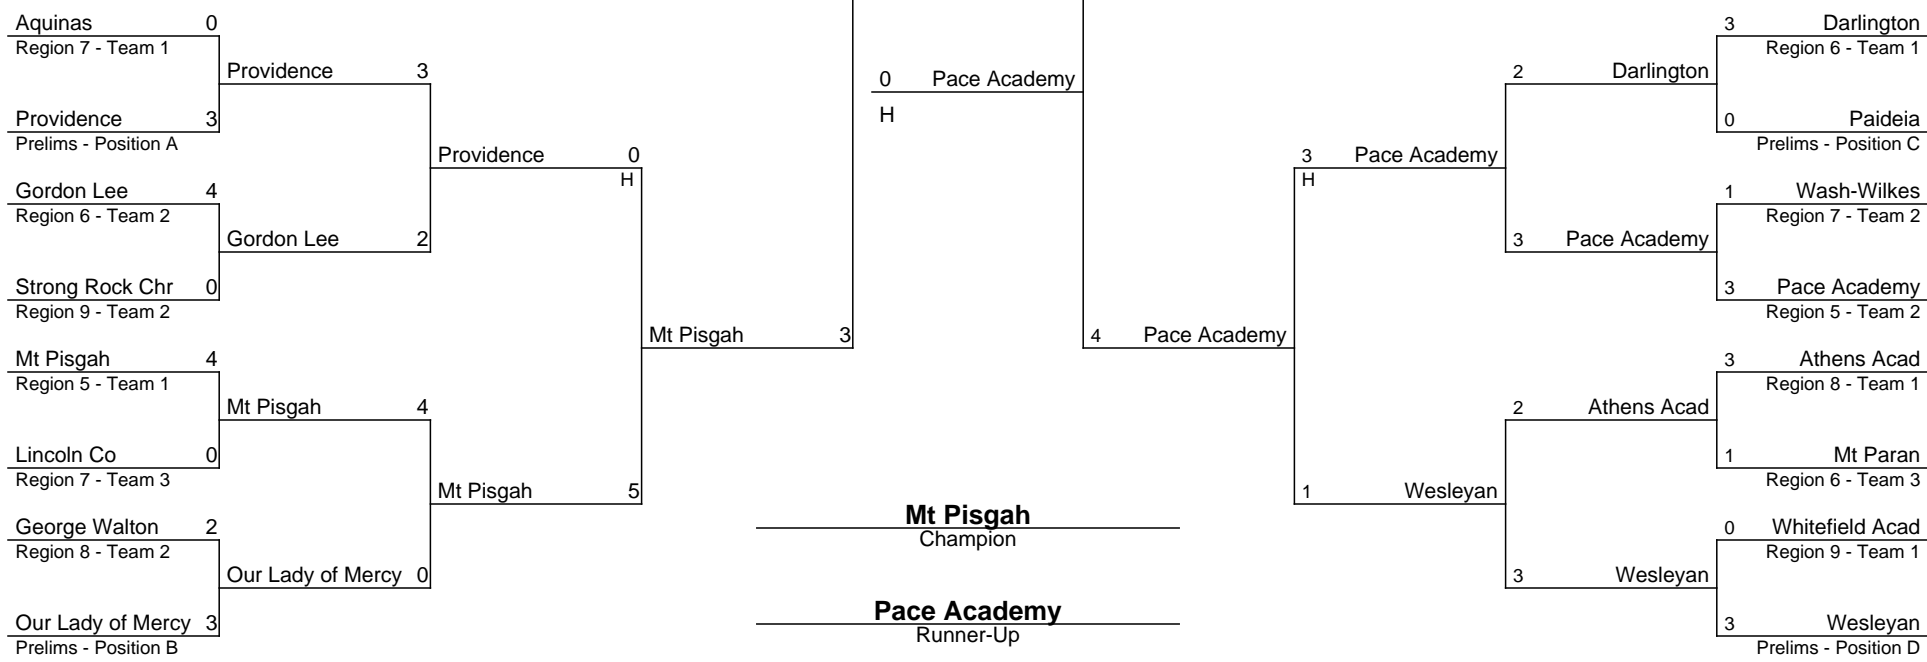 Aquinas 0
Region 7 - Team 1
Providence 3
Providence 3
Prelims - Position A
Providence 0
H
Gordon Lee 4
Region 6 - Team 2
Gordon Lee 2
Strong Rock Chr 0
Region 9 - Team 2
Mt Pisgah 3
Mt Pisgah 4
Region 5 - Team 1
Mt Pisgah 4
Lincoln Co 0
Region 7 - Team 3
Mt Pisgah 5
George Walton 2
Region 8 - Team 2
Our Lady of Mercy 0
Our Lady of Mercy 3
Prelims - Position B
0 Pace Academy
H
Mt Pisgah
Champion
Pace Academy
Runner-Up
3 Darlington
Region 6 - Team 1
2 Darlington
0 Paideia
Prelims - Position C
3 Pace Academy
H
1 Wash-Wilkes
Region 7 - Team 2
3 Pace Academy
3 Pace Academy
Region 5 - Team 2
4 Pace Academy
3 Athens Acad
Region 8 - Team 1
2 Athens Acad
1 Mt Paran
Region 6 - Team 3
1 Wesleyan
0 Whitefield Acad
Region 9 - Team 1
3 Wesleyan
3 Wesleyan
Prelims - Position D